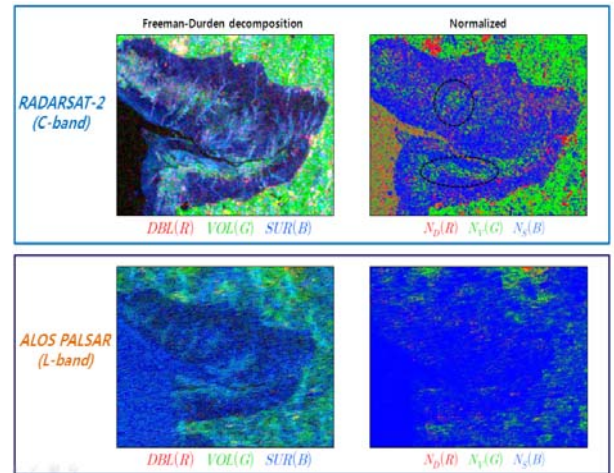 Freeman-Durden decomposition
Normalized
RADARSAT-2
(C-band)
DBL(R) VOL(G) SUR(B)
N_D(R) N_V(G) N_S(B)
ALOS PALSAR
(L-band)
DBL(R) VOL(G) SUR(B)
N_D(R) N_V(G) N_S(B)